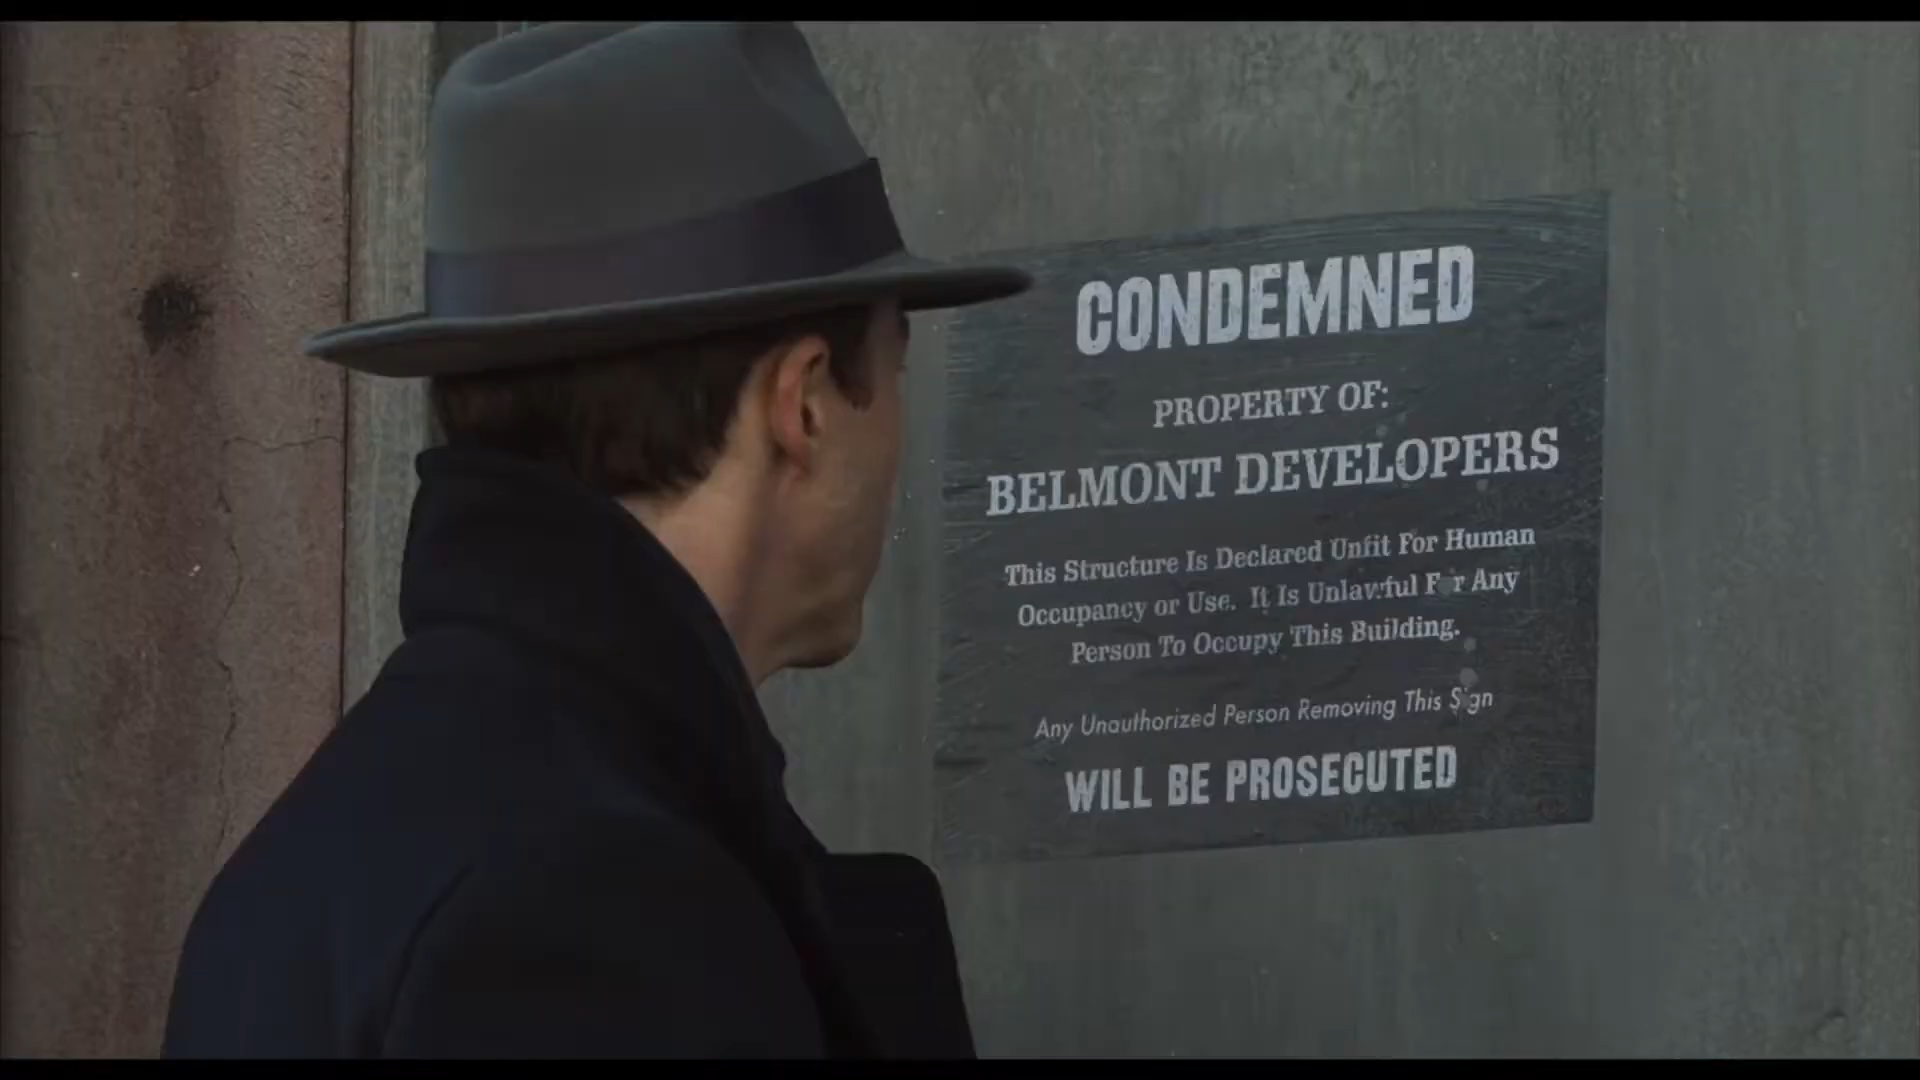 CONDEMNED
PROPERTY OF:
BELMONT DEVELOPERS
This Structure Is Declared Unfit For Human
Occupancy or Use. It Is Unlawful For Any
Person To Occupy This Building.
Any Unauthorized Person Removing This Sign
WILL BE PROSECUTED